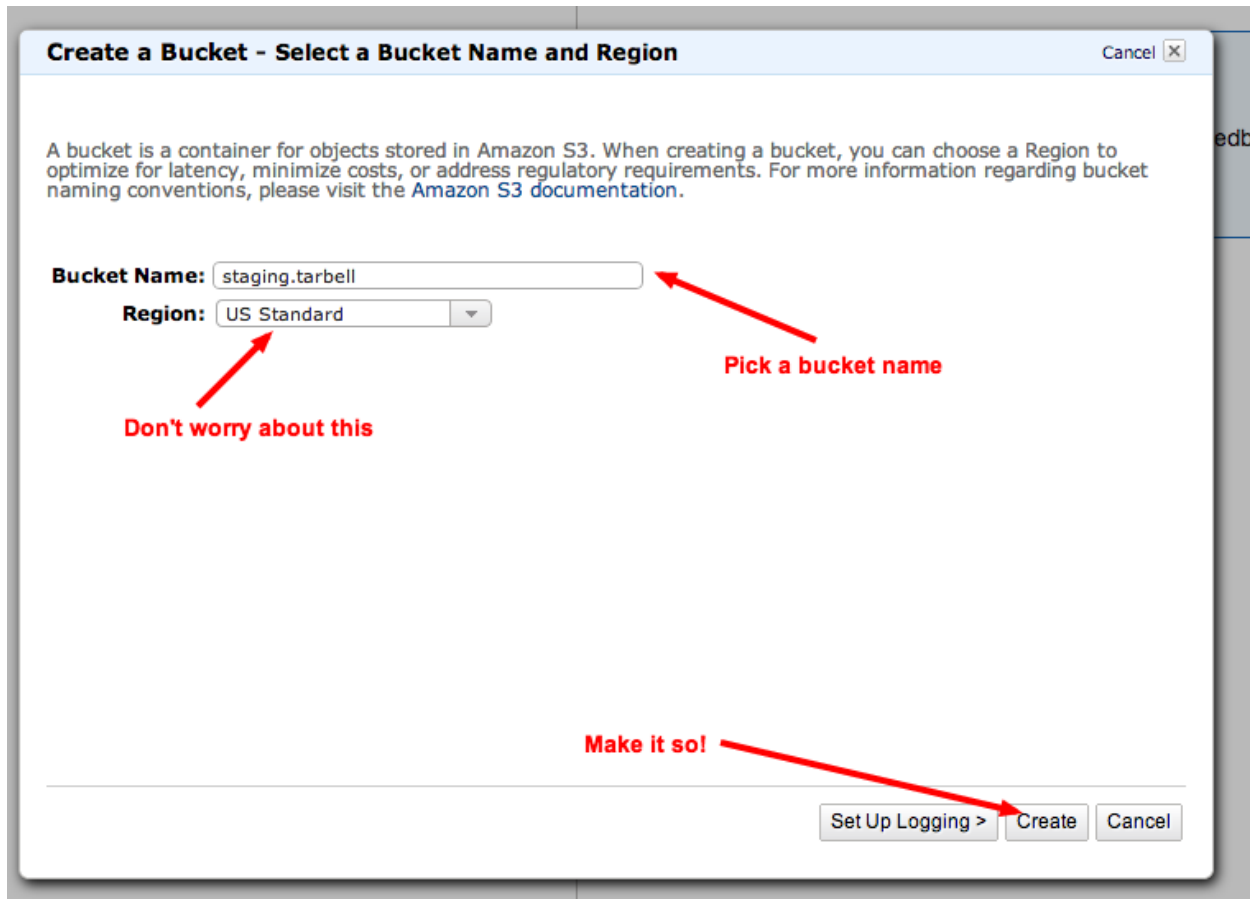 Create a Bucket - Select a Bucket Name and Region
Cancel
A bucket is a container for objects stored in Amazon S3. When creating a bucket, you can choose a Region to
optimize for latency, minimize costs, or address regulatory requirements. For more information regarding bucket
naming conventions, please visit the Amazon S3 documentation.
Bucket Name: staging.tarbell
Region: US Standard
Pick a bucket name
Don't worry about this
Make it so!
Set Up Logging > Create Cancel